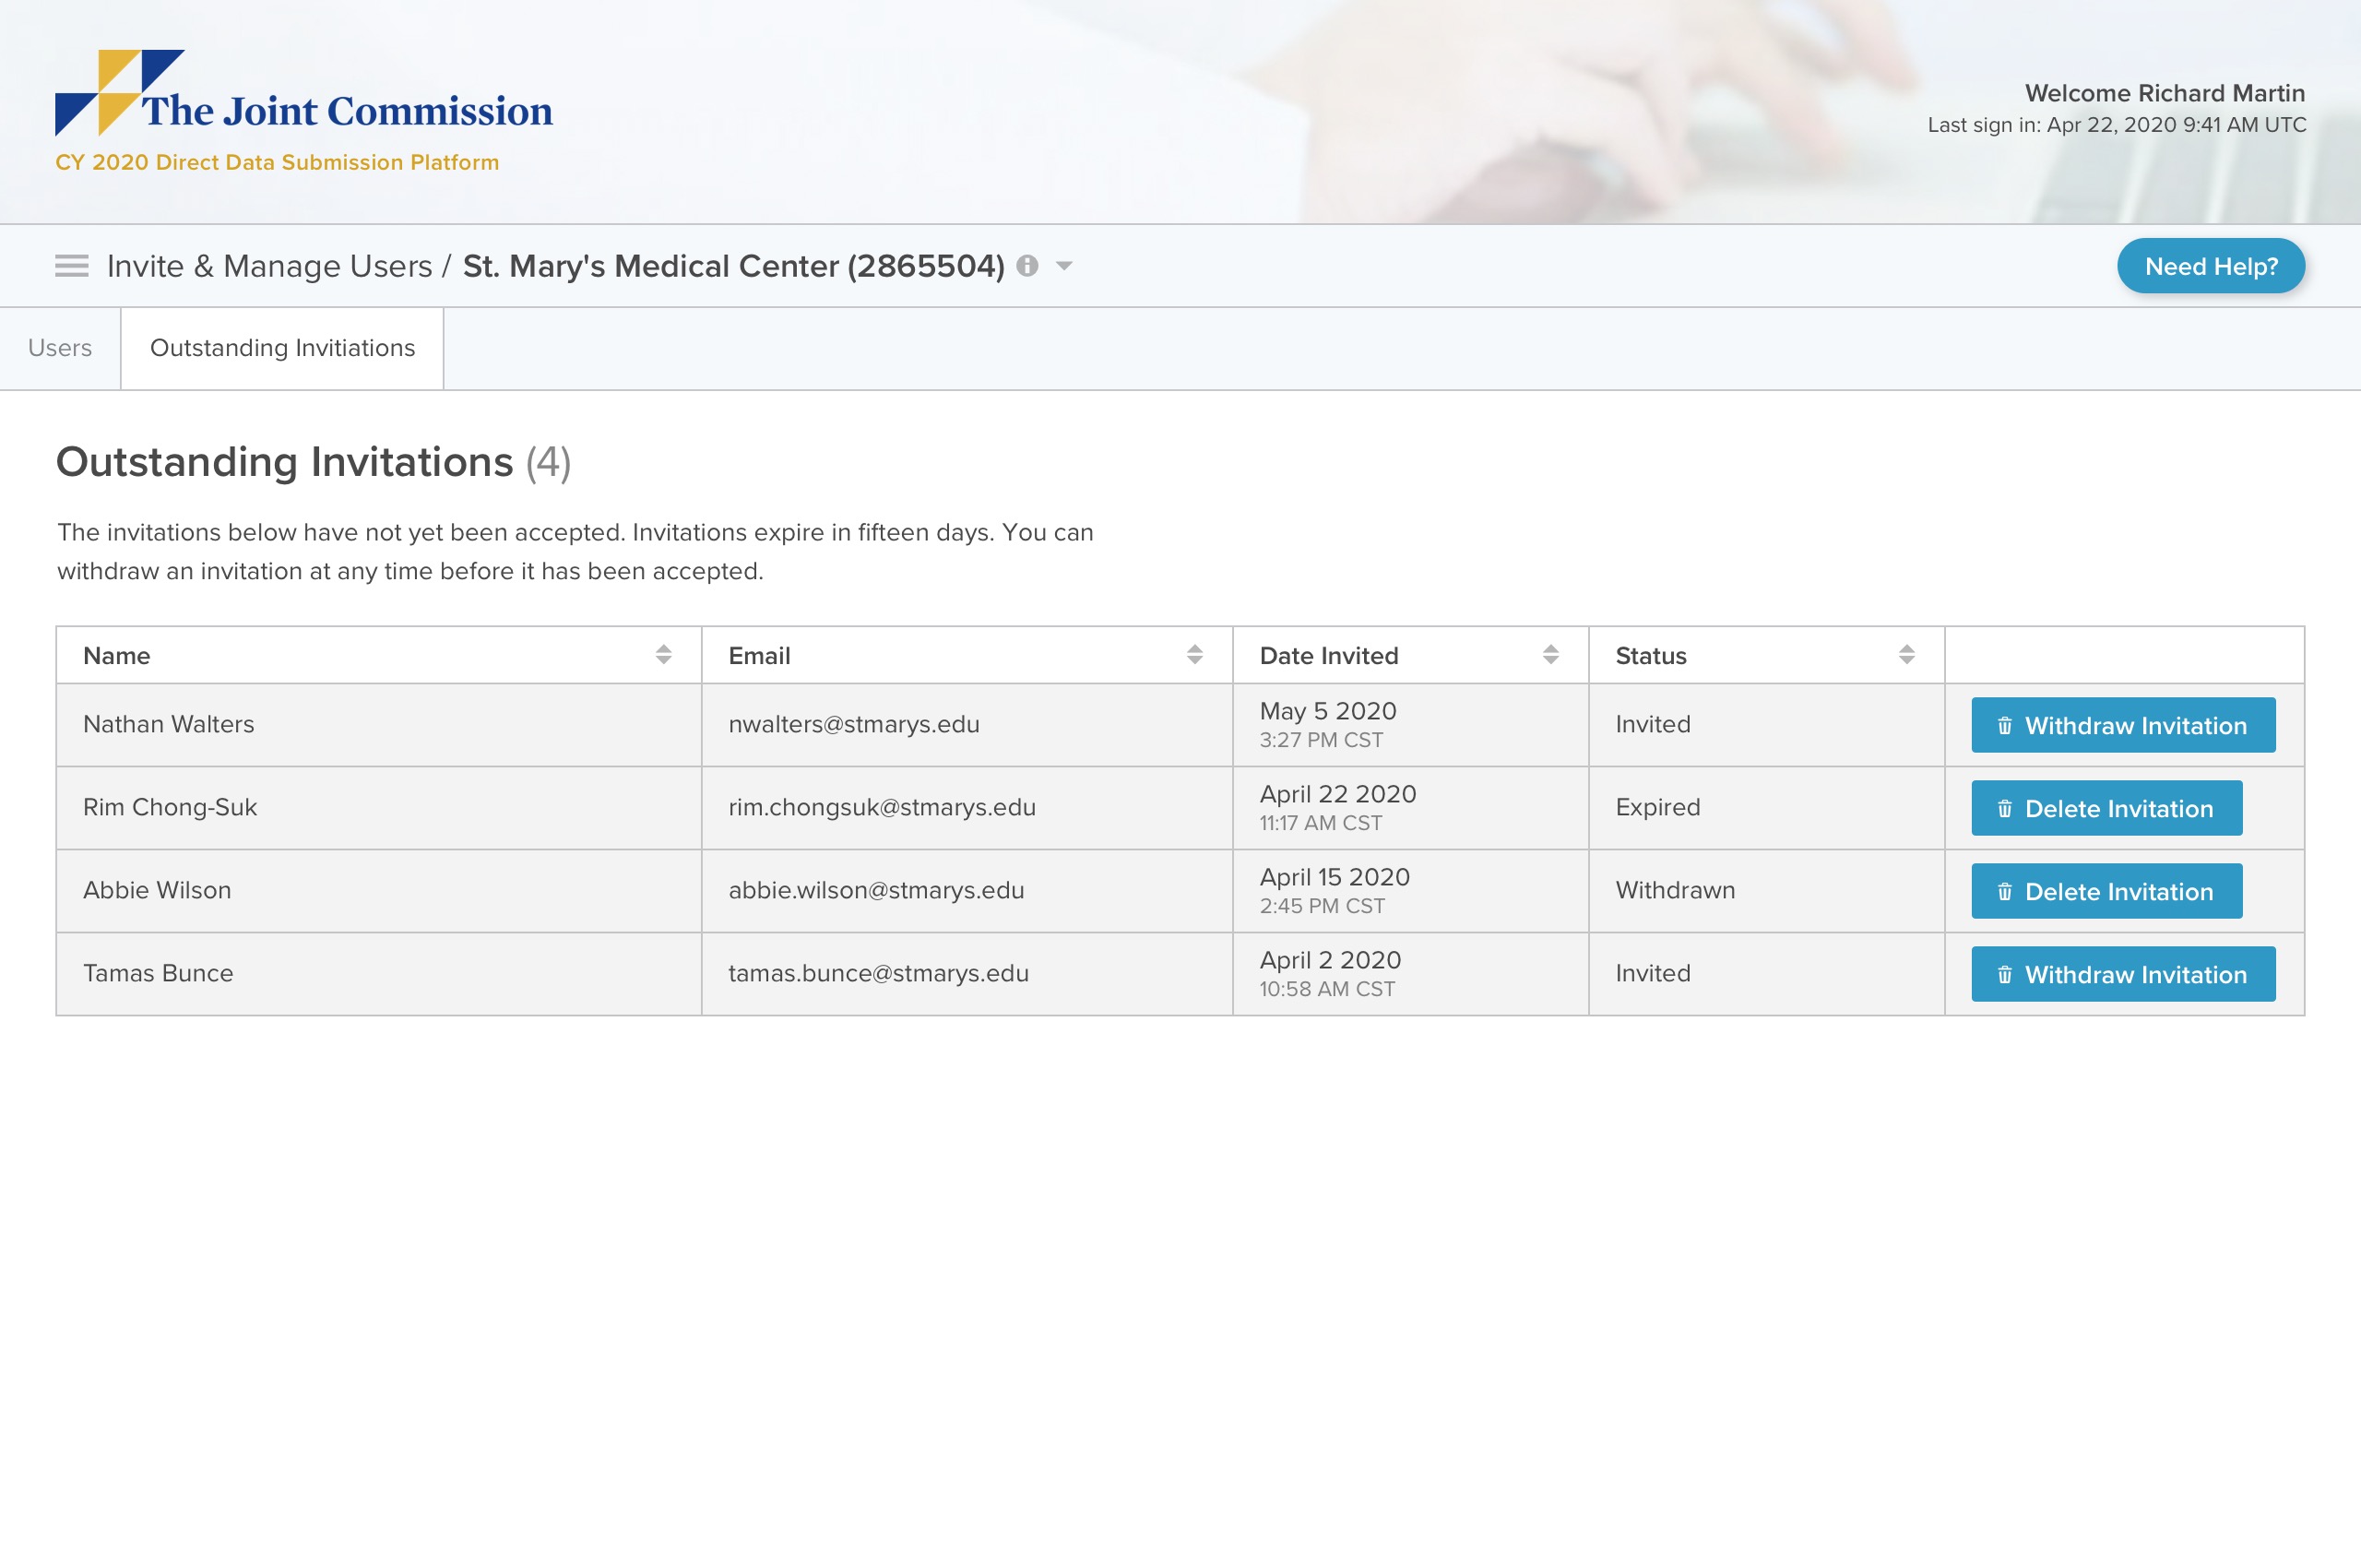 The Joint Commission
CY 2020 Direct Data Submission Platform
Welcome Richard Martin
Last sign in: Apr 22, 2020 9:41 AM UTC
Invite & Manage Users / St. Mary's Medical Center (2865504)
Need Help?
Users
Outstanding Invitiations
Outstanding Invitations (4)
The invitations below have not yet been accepted. Invitations expire in fifteen days. You can
withdraw an invitation at any time before it has been accepted.
Name
Email
Date Invited
Status
Nathan Walters
nwalters@stmarys.edu
May 5 2020
3:27 PM CST
Invited
Withdraw Invitation
Rim Chong-Suk
rim.chongsuk@stmarys.edu
April 22 2020
11:17 AM CST
Expired
Delete Invitation
Abbie Wilson
abbie.wilson@stmarys.edu
April 15 2020
2:45 PM CST
Withdrawn
Delete Invitation
Tamas Bunce
tamas.bunce@stmarys.edu
April 2 2020
10:58 AM CST
Invited
Withdraw Invitation